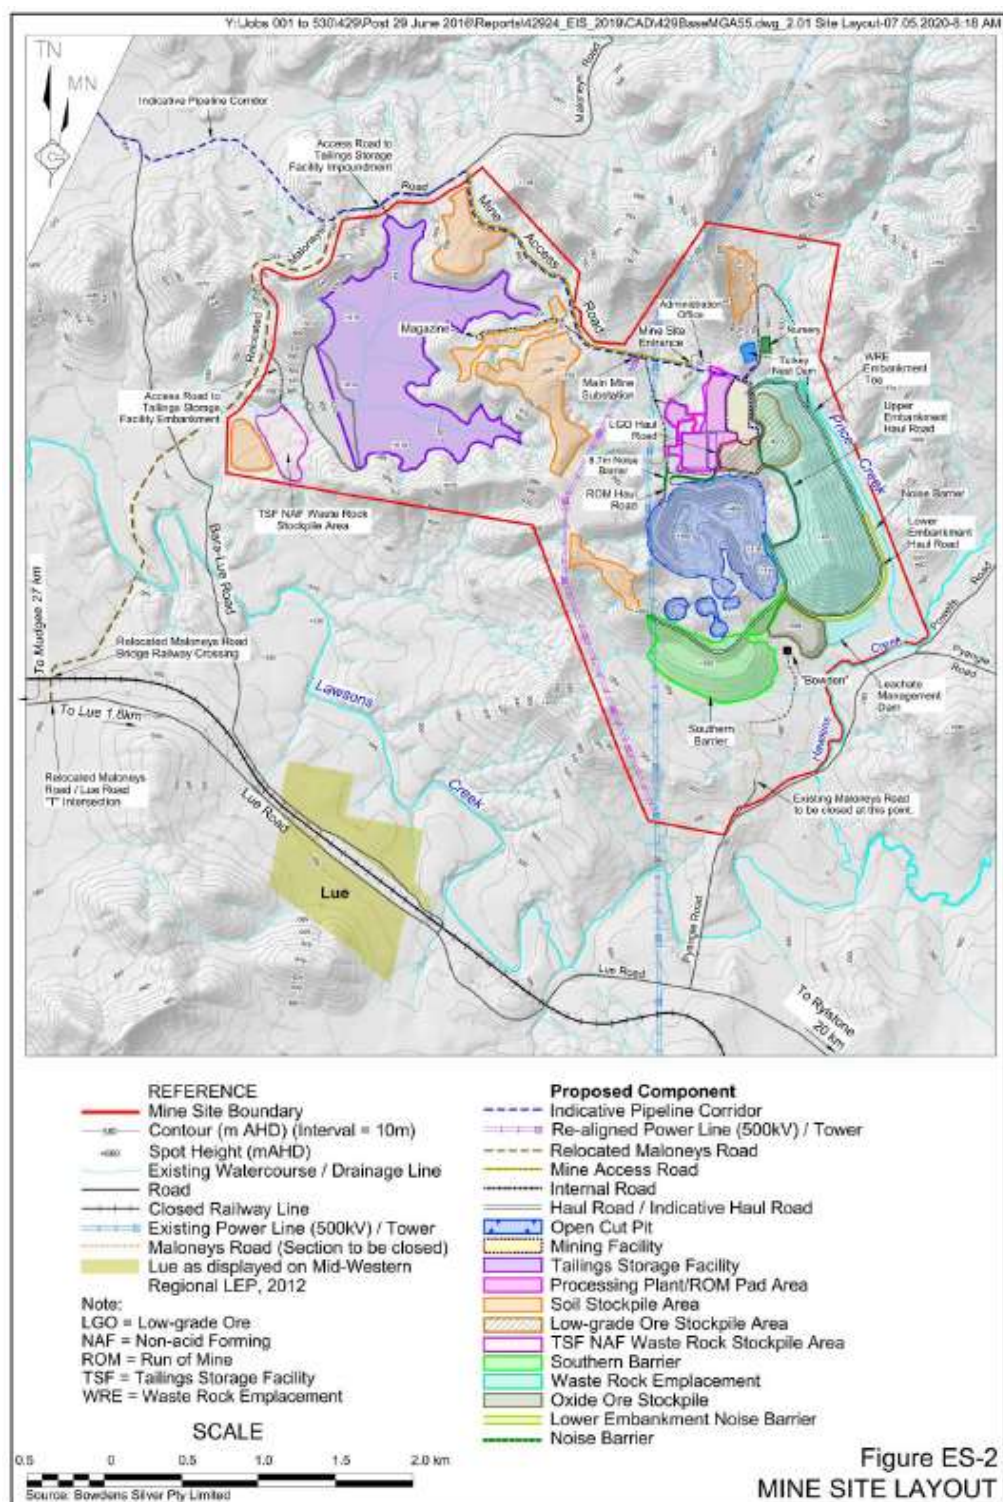 Y:\Jobs 001 to 530\429\Post 29 June 2016\Reports\42924_EIS_2019\CAD\429BaseMGA55.dwg_2.01 Site Layout-07.05.2020-8:18 AM
TN
MN
Indicative Pipeline Corridor
Maloneys Road
Access Road to
Tailings Storage
Facility Impoundment
Road
Maloneys
Relocated
Mine
Access
Road
Administration
Office
Magazine
Mine Site
Entrance
Nursery
Turkey
Nest Dam
WRE
Embankment
Toe
Main Mine
Substation
Access Road to
Tailings Storage
Facility Embankment
Upper
Embankment
Haul Road
LGO Haul
Road
Price
Creek
Noise
Barrier
ROM Haul
Road
Noise Barrier
TSF NAF Waste Rock
Stockpile Area
Lower
Embankment
Haul Road
Bara-Lue Road
Powells
Road
To Mudgee 27 km
Relocated Maloneys Road
Bridge Railway Crossing
Creek
Pyangle
Road
"Bowdon"
Lawsons
Leachate
Management
Dam
To Lue 1.8km
Southern
Barrier
Hawkins
Relocated Maloneys
Road / Lue Road
"T" Intersection
Creek
Lue Road
Existing Maloneys Road
to be closed at this point.
Lue
Pyangle Road
Lue Road
To Rylstone
20 km
REFERENCE
Mine Site Boundary
Contour (m AHD) (Interval = 10m)
Spot Height (mAHD)
Existing Watercourse / Drainage Line
Road
Closed Railway Line
Existing Power Line (500kV) / Tower
Maloneys Road (Section to be closed)
Lue as displayed on Mid-Western
Regional LEP, 2012
Note:
LGO = Low-grade Ore
NAF = Non-acid Forming
ROM = Run of Mine
TSF = Tailings Storage Facility
WRE = Waste Rock Emplacement
Proposed Component
Indicative Pipeline Corridor
Re-aligned Power Line (500kV) / Tower
Relocated Maloneys Road
Mine Access Road
Internal Road
Haul Road / Indicative Haul Road
Open Cut Pit
Mining Facility
Tailings Storage Facility
Processing Plant/ROM Pad Area
Soil Stockpile Area
Low-grade Ore Stockpile Area
TSF NAF Waste Rock Stockpile Area
Southern Barrier
Waste Rock Emplacement
Oxide Ore Stockpile
Lower Embankment Noise Barrier
Noise Barrier
SCALE
0.5 0 0.5 1.0 1.5 2.0 km
Source: Bowdens Silver Pty Limited
Figure ES-2
MINE SITE LAYOUT